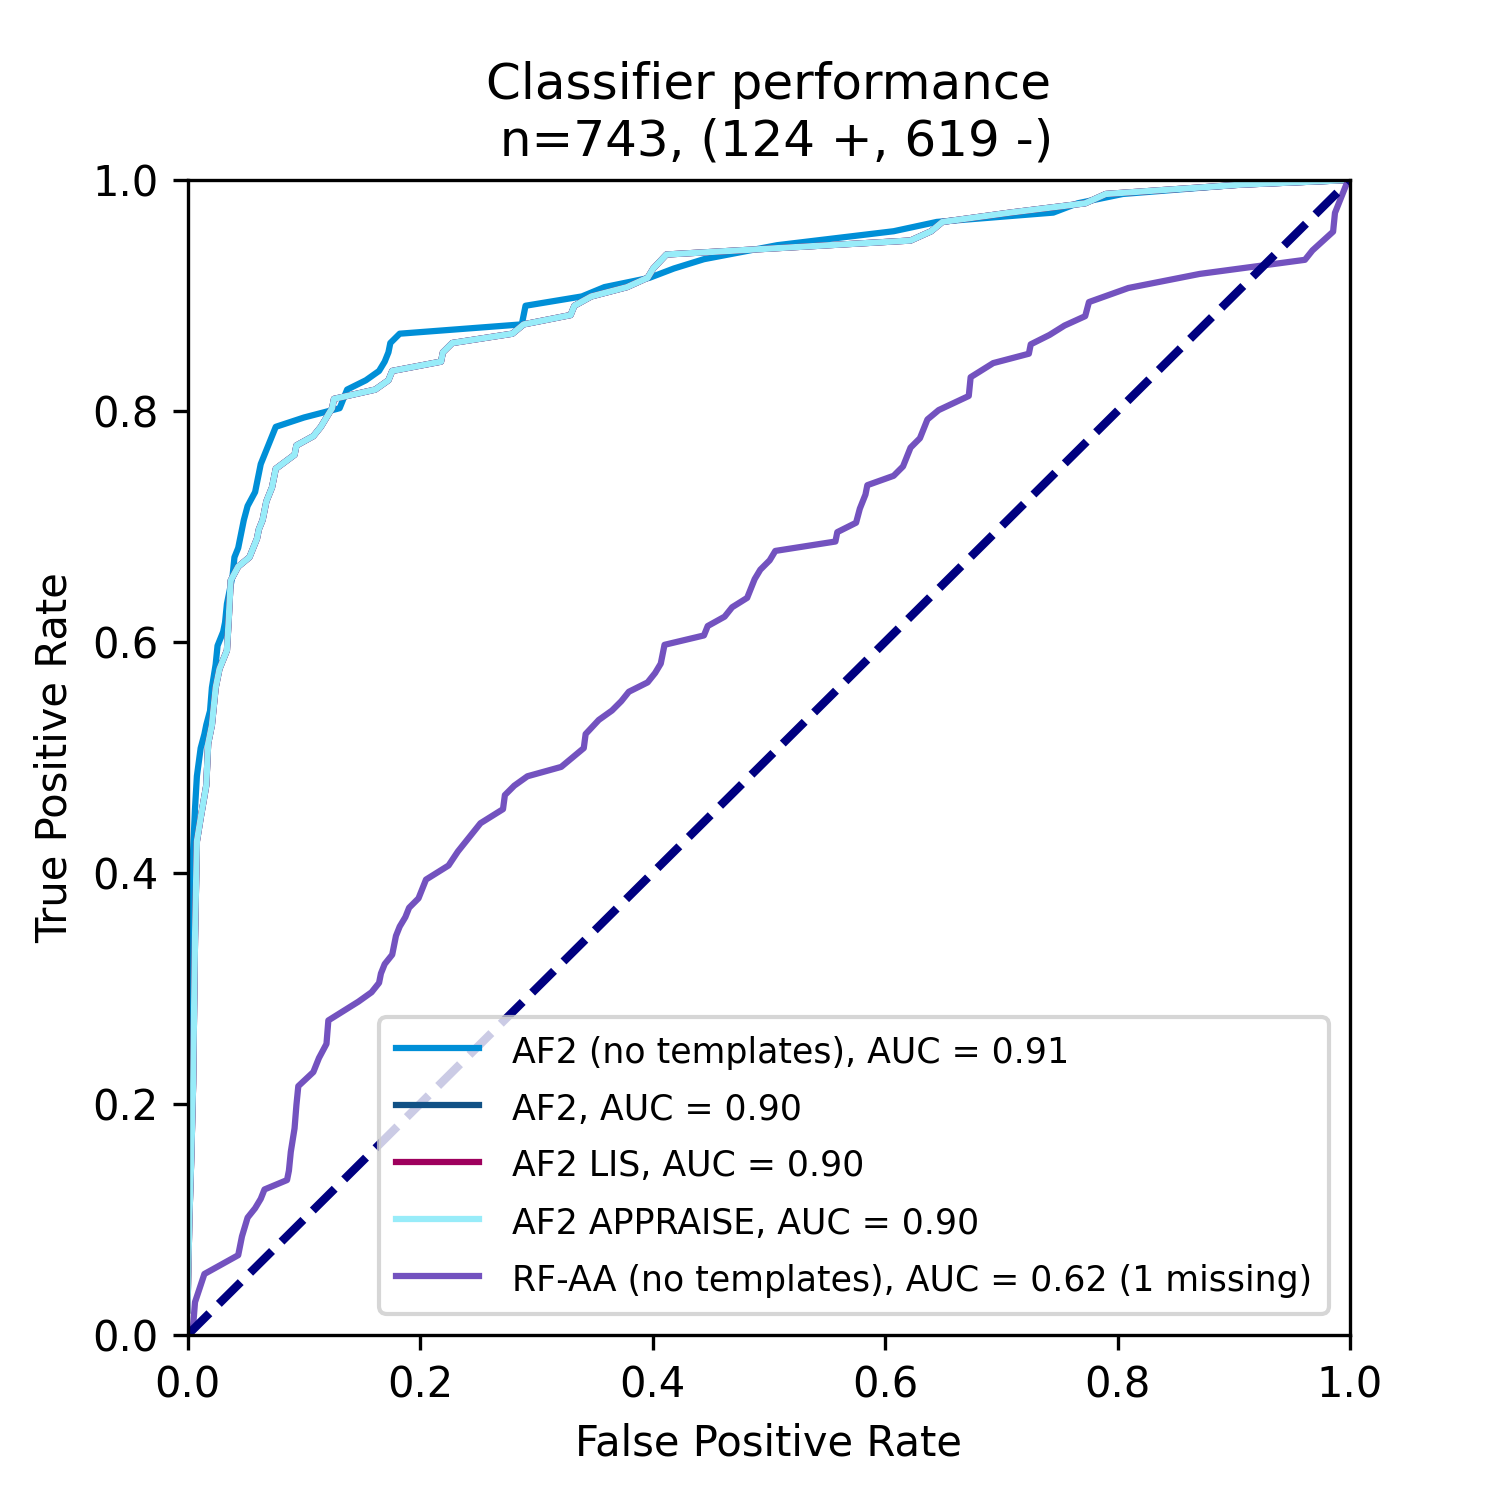 Classifier performance
n=743, (124 +, 619 -)
True Positive Rate
1.0
0.8
0.6
0.4
0.2
0.0
AF2 (no templates), AUC = 0.91
AF2, AUC = 0.90
AF2 LIS, AUC = 0.90
AF2 APPRAISE, AUC = 0.90
RF-AA (no templates), AUC = 0.62 (1 missing)
0.0 0.2 0.4 0.6 0.8 1.0
False Positive Rate